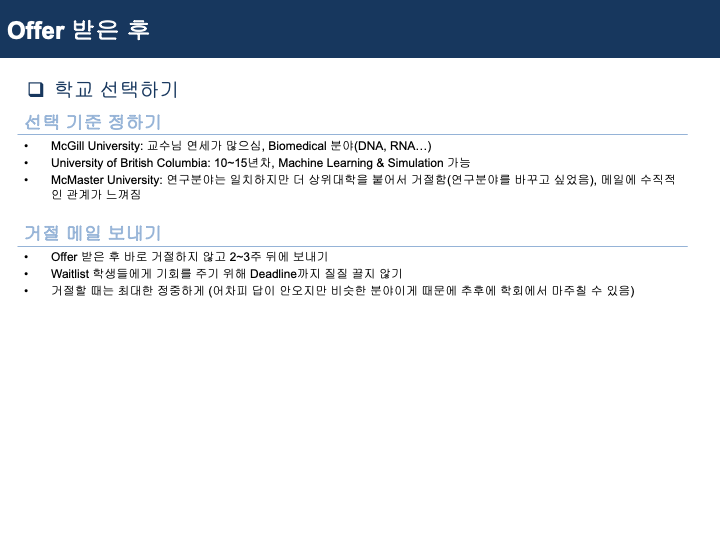 Offer 받은 후
❑ 학교 선택하기
선택 기준 정하기
• McGill University: 교수님 연세가 많으심, Biomedical 분야(DNA, RNA…)
• University of British Columbia: 10~15년차, Machine Learning & Simulation 가능
• McMaster University: 연구분야는 일치하지만 더 상위대학을 붙어서 거절함(연구분야를 바꾸고 싶었음), 메일에 수직적
인 관계가 느껴짐
거절 메일 보내기
• Offer 받은 후 바로 거절하지 않고 2~3주 뒤에 보내기
• Waitlist 학생들에게 기회를 주기 위해 Deadline까지 질질 끌지 않기
• 거절할 때는 최대한 정중하게 (어차피 답이 안오지만 비슷한 분야이게 때문에 추후에 학회에서 마주칠 수 있음)